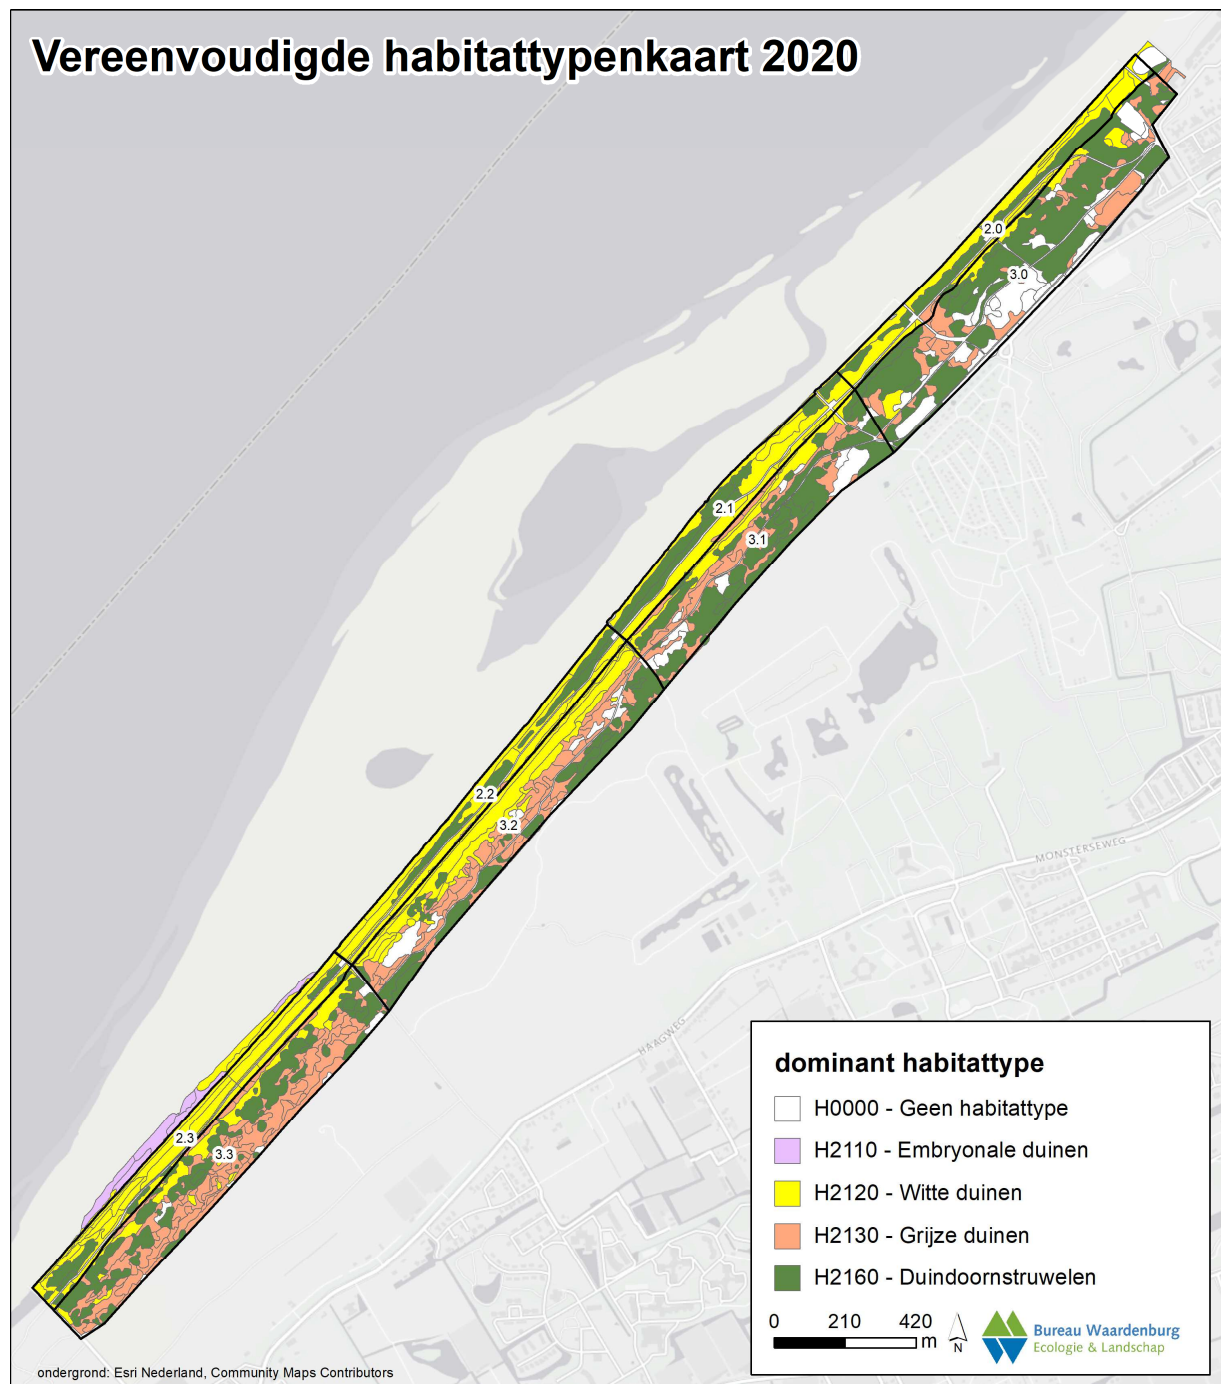 Vereenvoudigde habitattypenkaart 2020
2.0
3.0
2.1
3.1
2.2
3.2
MONSTERSEWEG
HAAGWEG
2.3
3.3
dominant habitattype
H0000 - Geen habitattype
H2110 - Embryonale duinen
H2120 - Witte duinen
H2130 - Grijze duinen
H2160 - Duindoornstruwelen
0 210 420
m
N
Bureau Waardenburg
Ecologie & Landschap
ondergrond: Esri Nederland, Community Maps Contributors